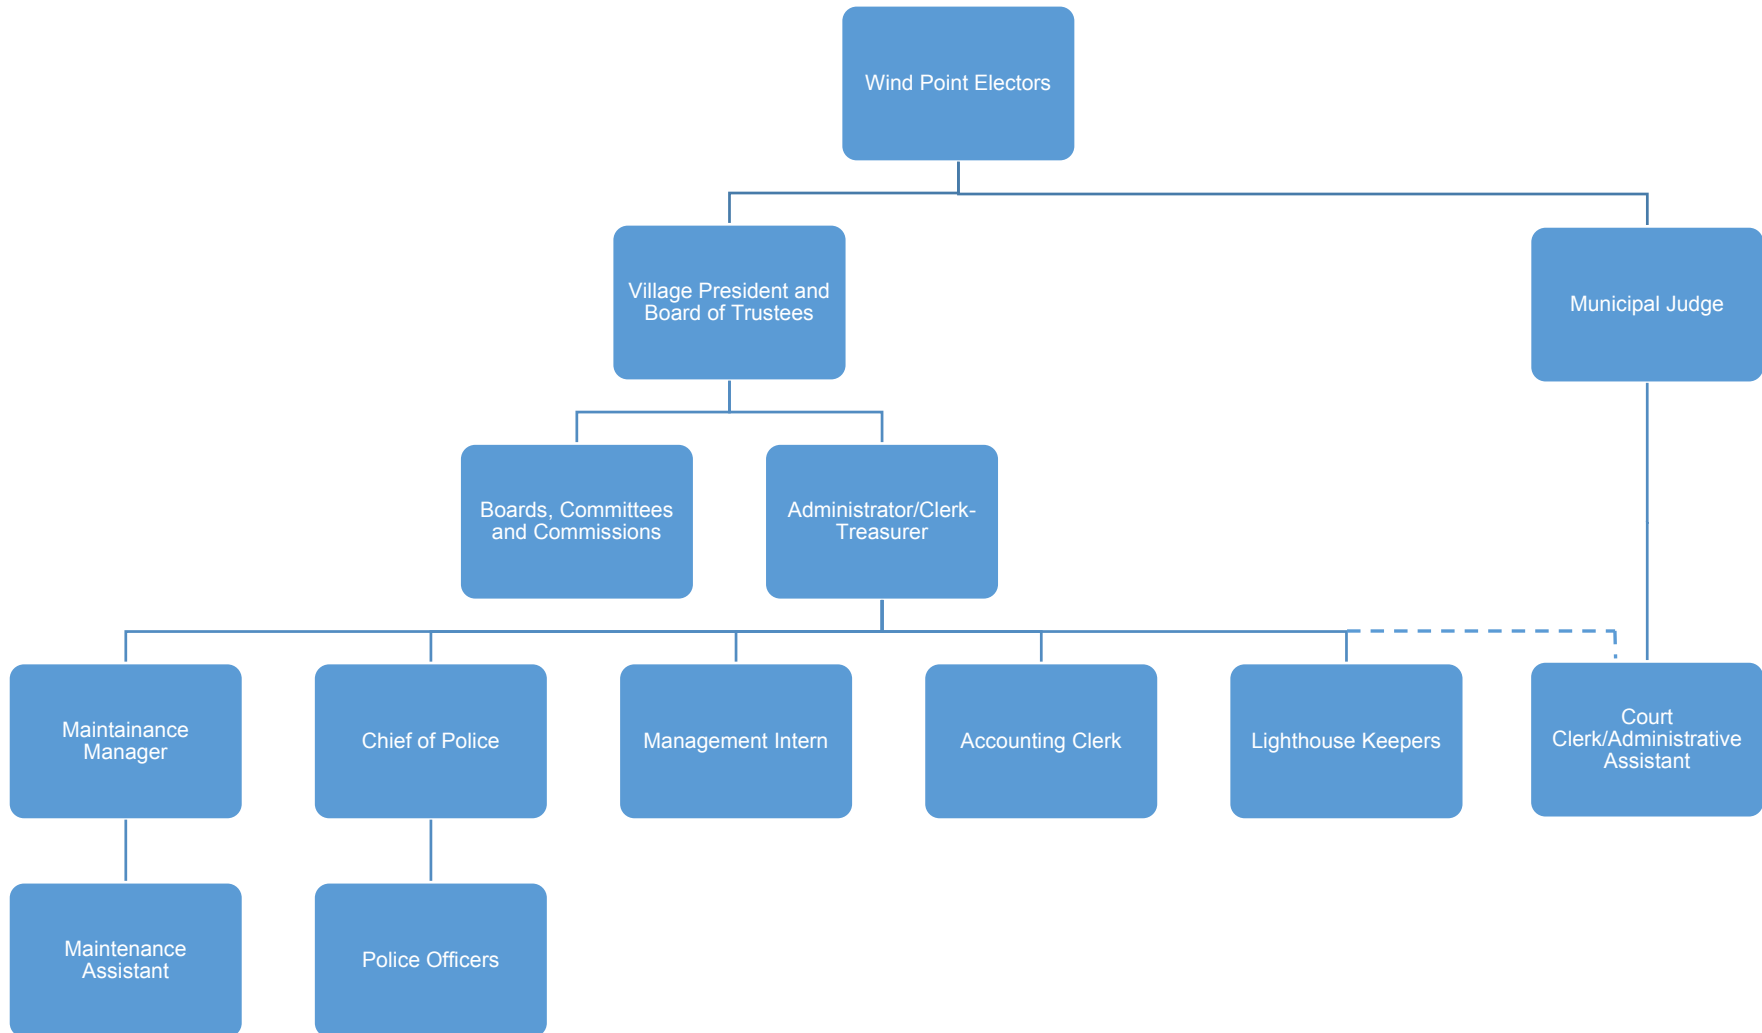 Wind Point Electors
Village President and
Board of Trustees
Municipal Judge
Boards, Committees
and Commissions
Administrator/Clerk-
Treasurer
Maintainance
Manager
Chief of Police
Management Intern
Accounting Clerk
Lighthouse Keepers
Court
Clerk/Administrative
Assistant
Maintenance
Assistant
Police Officers